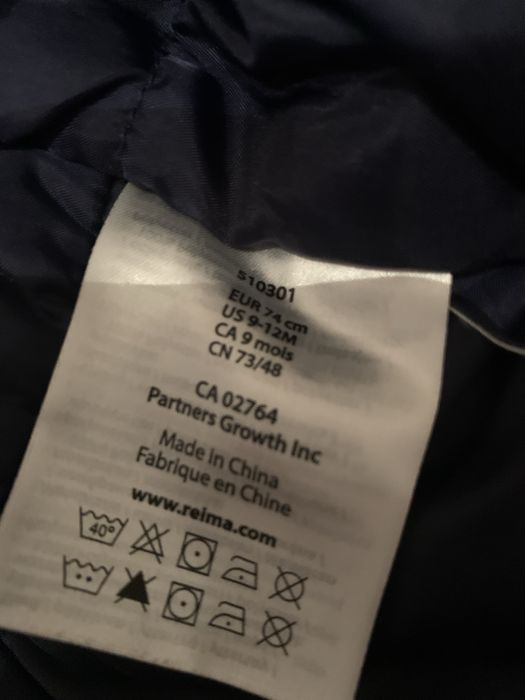 510301
EUR 74 cm
US 9-12M
CA 9 mois
CN 73/48
CA 02764
Partners Growth Inc
Made in China
Fabrique en Chine
www.reima.com
40°